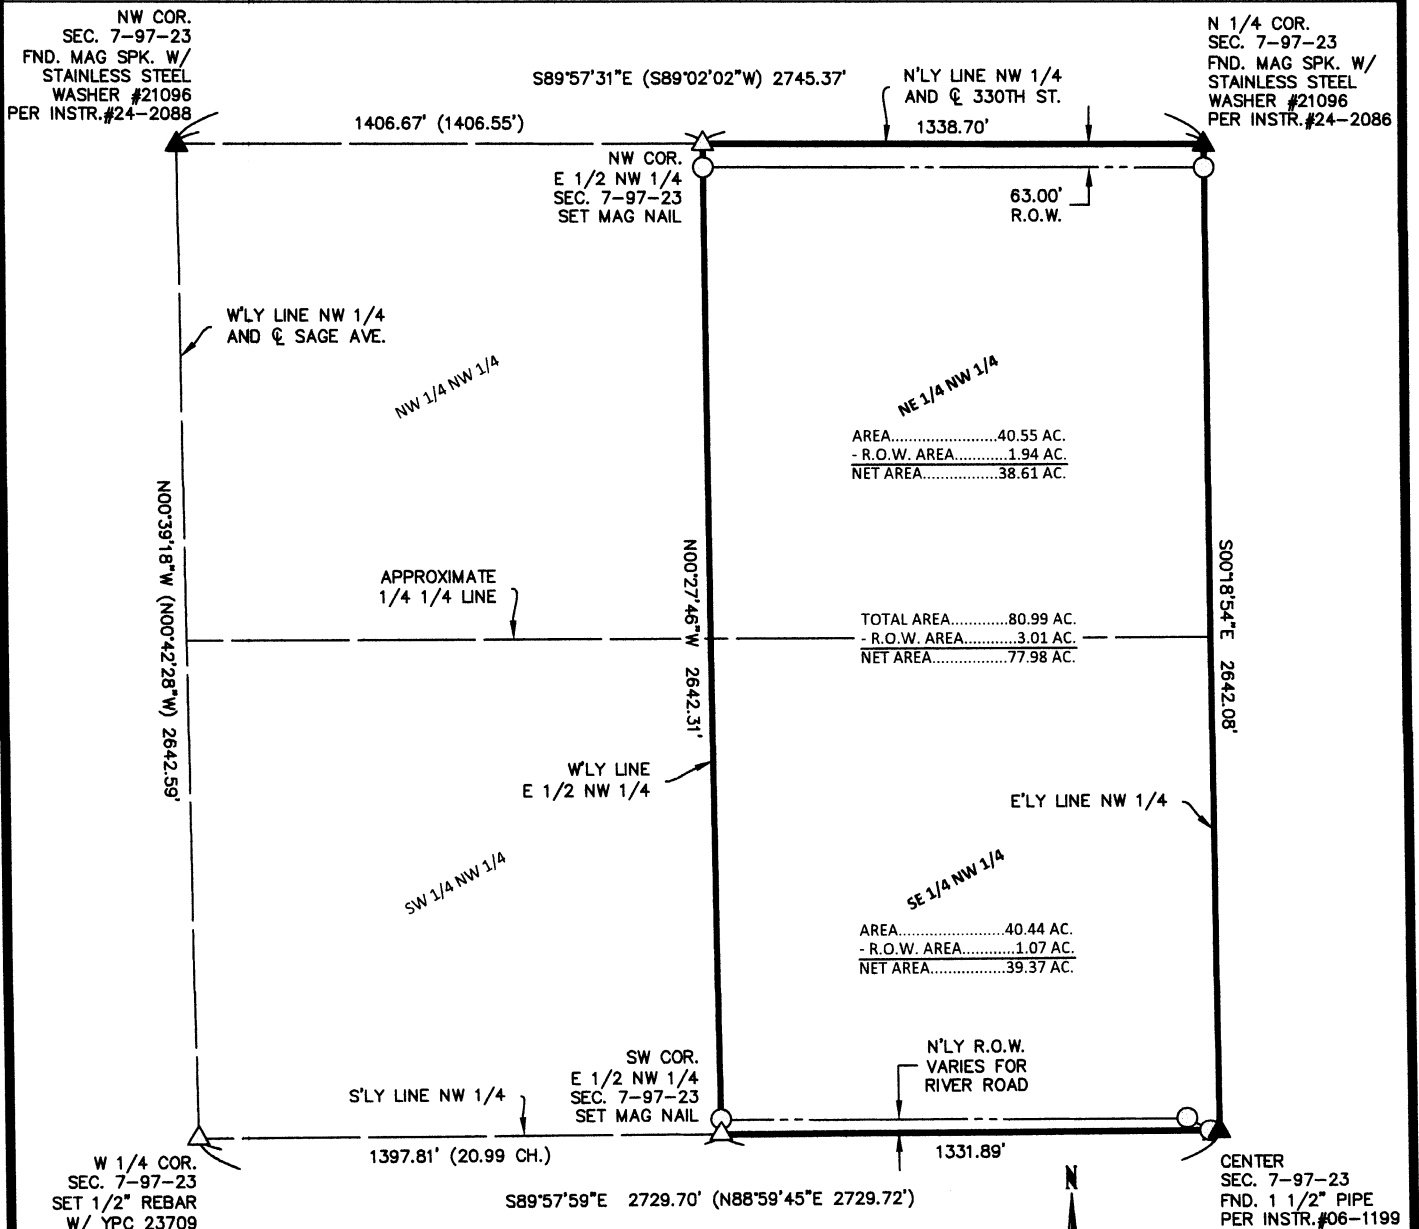 NW COR.
SEC. 7-97-23
FND. MAG SPK. W/
STAINLESS STEEL
WASHER #21096
PER INSTR.#24-2088
S89°57'31"E (S89°02'02"W) 2745.37'
N'LY LINE NW 1/4
AND ℄ 330TH ST.
N 1/4 COR.
SEC. 7-97-23
FND. MAG SPK. W/
STAINLESS STEEL
WASHER #21096
PER INSTR.#24-2086
1406.67' (1406.55')
1338.70'
NW COR.
E 1/2 NW 1/4
SEC. 7-97-23
SET MAG NAIL
63.00'
R.O.W.
W'LY LINE NW 1/4
AND ℄ SAGE AVE.
NW 1/4 NW 1/4
NE 1/4 NW 1/4
AREA.......................40.55 AC.
- R.O.W. AREA............1.94 AC.
NET AREA................38.61 AC.
N00°39'18"W (N00°42'28"W) 2642.59'
N00°27'46"W 2642.31'
S00°18'54"E 2642.08'
APPROXIMATE
1/4 1/4 LINE
TOTAL AREA.............80.99 AC.
- R.O.W. AREA............3.01 AC.
NET AREA................77.98 AC.
W'LY LINE
E 1/2 NW 1/4
E'LY LINE NW 1/4
SW 1/4 NW 1/4
SE 1/4 NW 1/4
AREA.......................40.44 AC.
- R.O.W. AREA............1.07 AC.
NET AREA................39.37 AC.
SW COR.
E 1/2 NW 1/4
SEC. 7-97-23
SET MAG NAIL
N'LY R.O.W.
VARIES FOR
RIVER ROAD
S'LY LINE NW 1/4
1397.81' (20.99 CH.)
1331.89'
W 1/4 COR.
SEC. 7-97-23
SET 1/2" REBAR
W/ YPC 23709
S89°57'59"E 2729.70' (N88°59'45"E 2729.72')
N
CENTER
SEC. 7-97-23
FND. 1 1/2" PIPE
PER INSTR.#06-1199